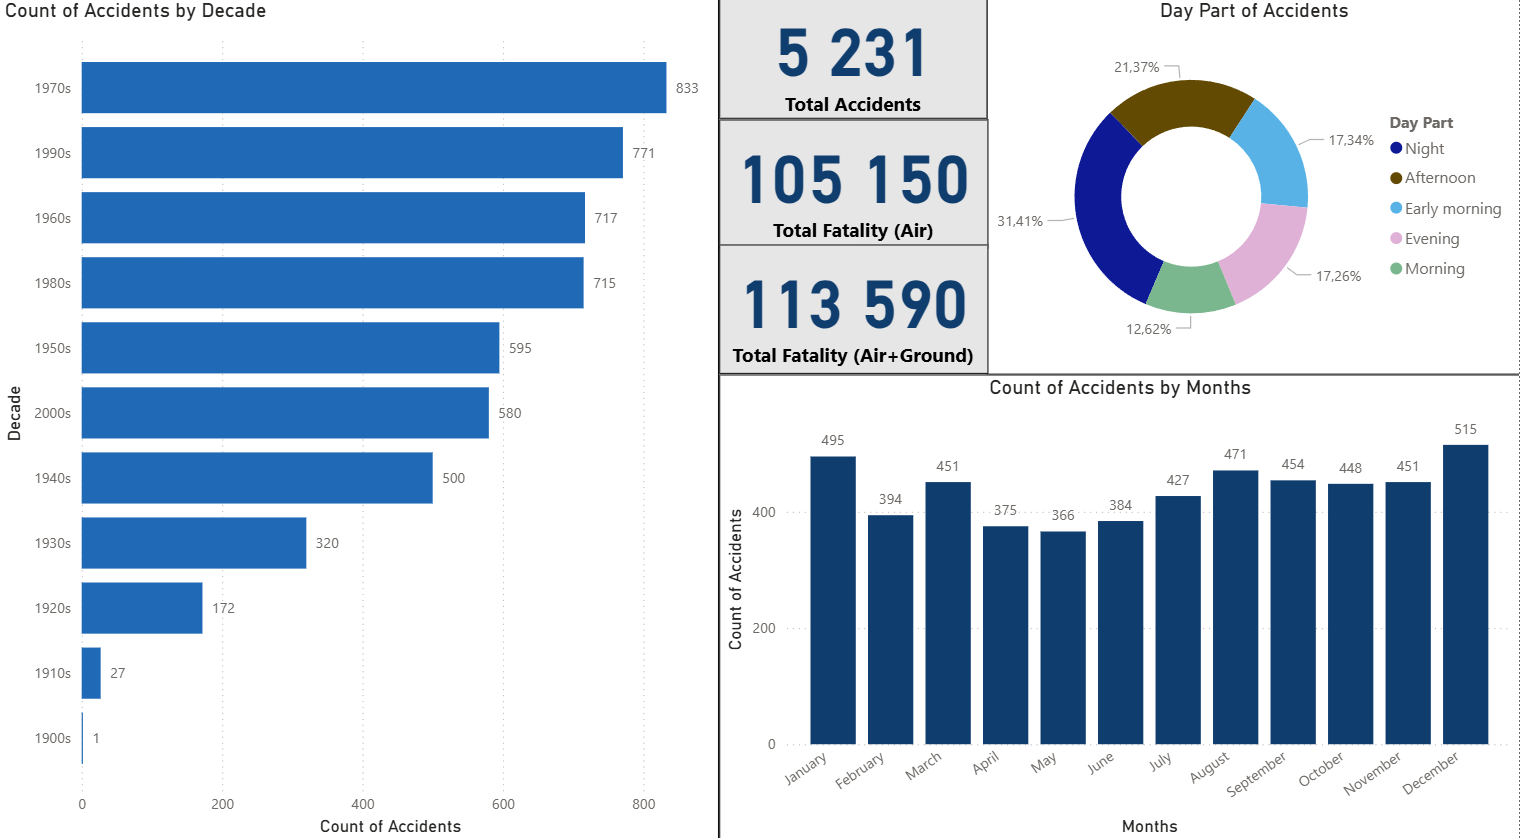 Count of Accidents by Decade
Decade
1970s 833
1990s 771
1960s 717
1980s 715
1950s 595
2000s 580
1940s 500
1930s 320
1920s 172
1910s 27
1900s 1
0 200 400 600 800
Count of Accidents
5 231
Total Accidents
105 150
Total Fatality (Air)
113 590
Total Fatality (Air+Ground)
Day Part of Accidents
21,37%
17,34%
31,41%
17,26%
12,62%
Day Part
Night
Afternoon
Early morning
Evening
Morning
Count of Accidents by Months
Count of Accidents
400
200
0
495 394 451 375 366 384 427 471 454 448 451 515
January February March April May June July August September October November December
Months